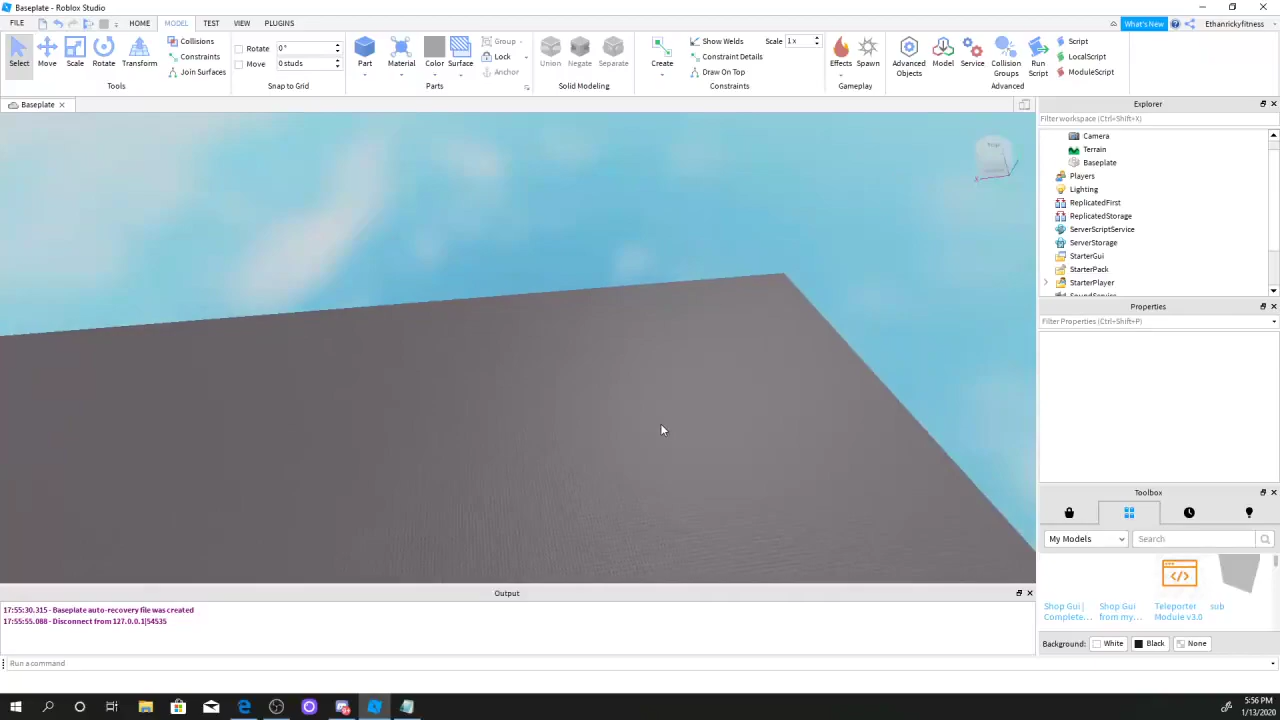 Baseplate - Roblox Studio
FILE HOME MODEL TEST VIEW PLUGINS What's New Ethanrickyfitness
Select Move Scale Rotate Transform
Collisions
Constraints
Join Surfaces
Tools
Rotate 0°
Move 0 studs
Snap to Grid
Part Material Color Surface
Group
Lock
Anchor
Parts
Union Negate Separate
Solid Modeling
Create
Show Welds Scale 1 x
Constraint Details
Draw On Top
Constraints
Effects Spawn
Gameplay
Advanced Objects
Model Service
Collision Groups
Run Script
Script
LocalScript
ModuleScript
Advanced
Baseplate
Explorer
Filter workspace (Ctrl+Shift+X)
Camera
Terrain
Baseplate
Players
Lighting
ReplicatedFirst
ReplicatedStorage
ServerScriptService
ServerStorage
StarterGui
StarterPack
StarterPlayer
SoundService
Top
X
Properties
Filter Properties (Ctrl+Shift+P)
Toolbox
My Models Search
Shop Gui | Complete...
Shop Gui from my...
Teleporter Module v3.0
sub
Background: White Black None
Output
17:55:30.315 - Baseplate auto-recovery file was created
17:55:55.088 - Disconnect from 127.0.0.1|54535
Run a command
5:56 PM
1/13/2020